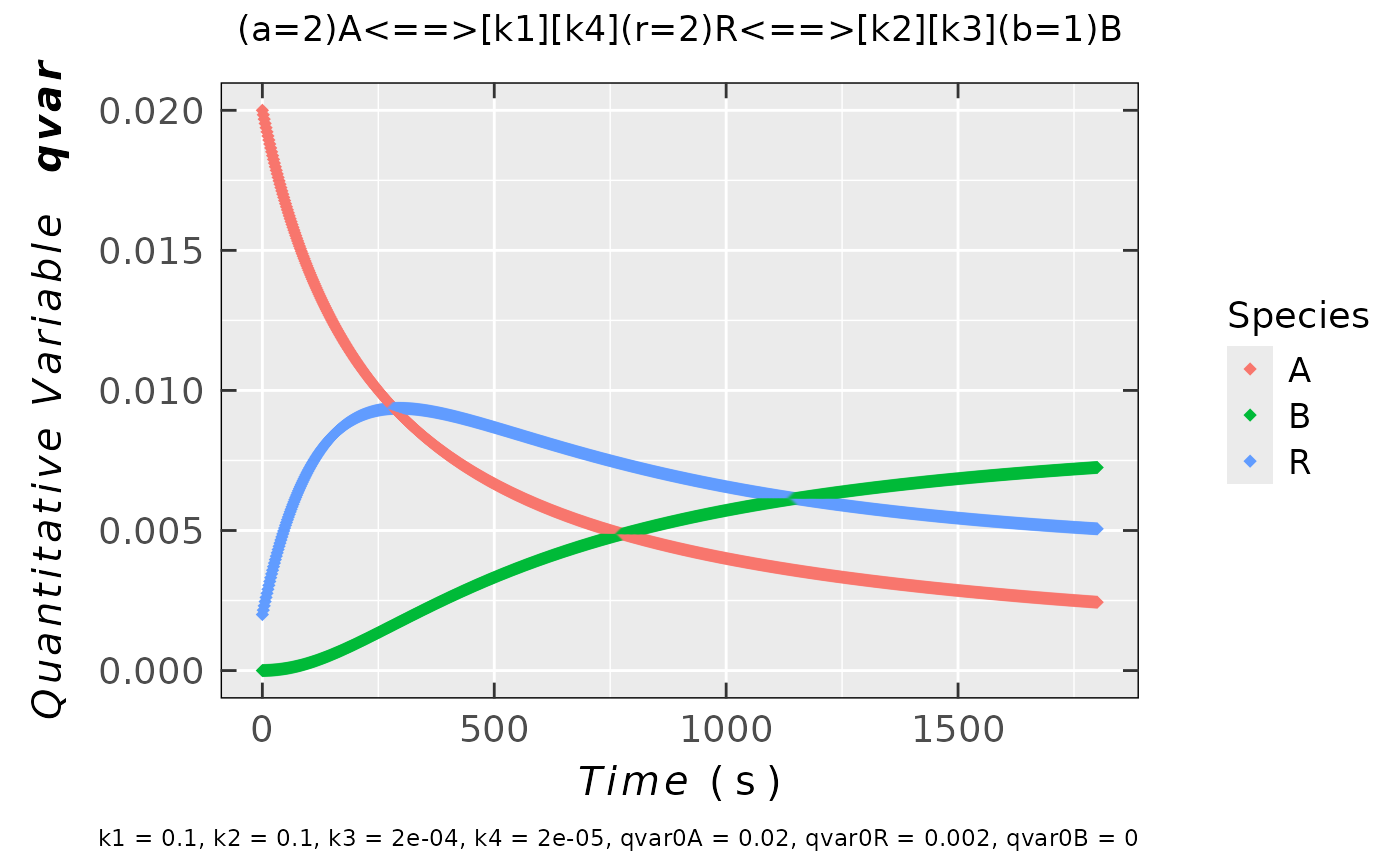 (a=2)A<==>[k1][k4](r=2)R<==>[k2][k3](b=1)B
Quantitative Variable qvar
0.020
0.015
0.010
0.005
0.000
0
500
1000
1500
Time (s)
Species
A
B
R
k1 = 0.1, k2 = 0.1, k3 = 2e-04, k4 = 2e-05, qvar0A = 0.02, qvar0R = 0.002, qvar0B = 0